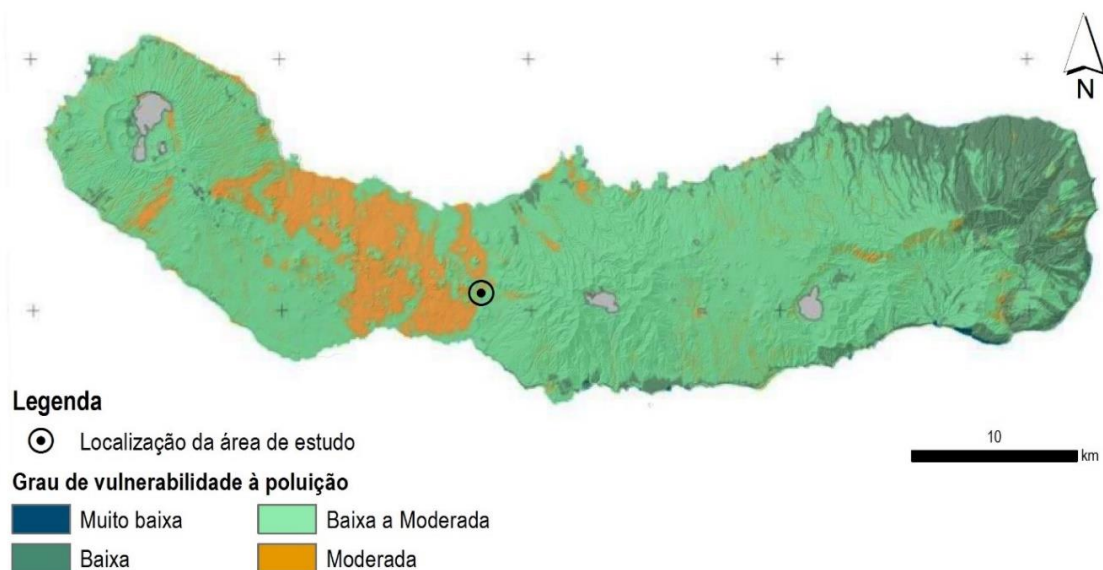 N
Legenda
Localização da área de estudo
10
km
Grau de vulnerabilidade à poluição
Muito baixa
Baixa a Moderada
Baixa
Moderada